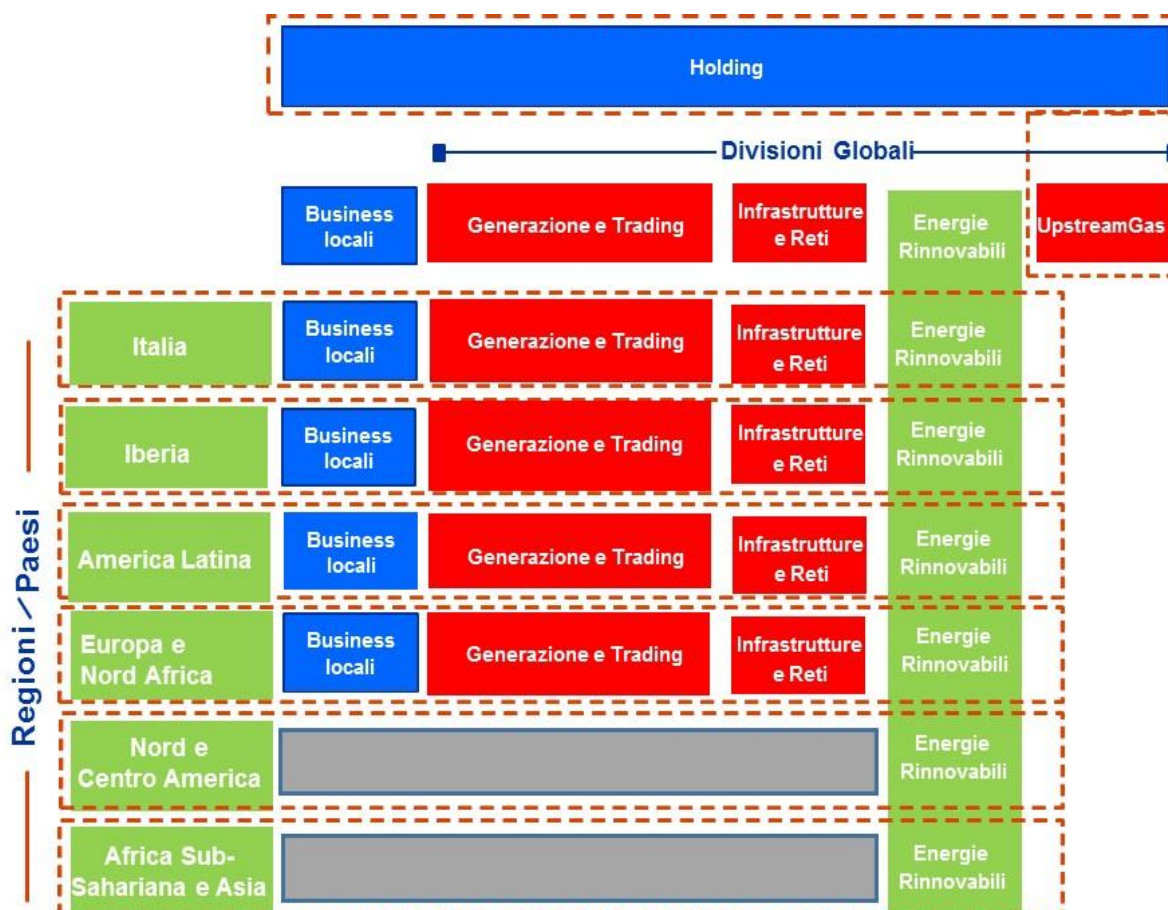 Holding
Divisioni Globali
Business
locali
Generazione e Trading
Infrastrutture
e Reti
Energie
Rinnovabili
UpstreamGas
Regioni / Paesi
Italia
Business
locali
Generazione e Trading
Infrastrutture
e Reti
Energie
Rinnovabili
Iberia
Business
locali
Generazione e Trading
Infrastrutture
e Reti
Energie
Rinnovabili
America Latina
Business
locali
Generazione e Trading
Infrastrutture
e Reti
Energie
Rinnovabili
Europa e
Nord Africa
Business
locali
Generazione e Trading
Infrastrutture
e Reti
Energie
Rinnovabili
Nord e
Centro America
Energie
Rinnovabili
Africa Sub-
Sahariana e Asia
Energie
Rinnovabili